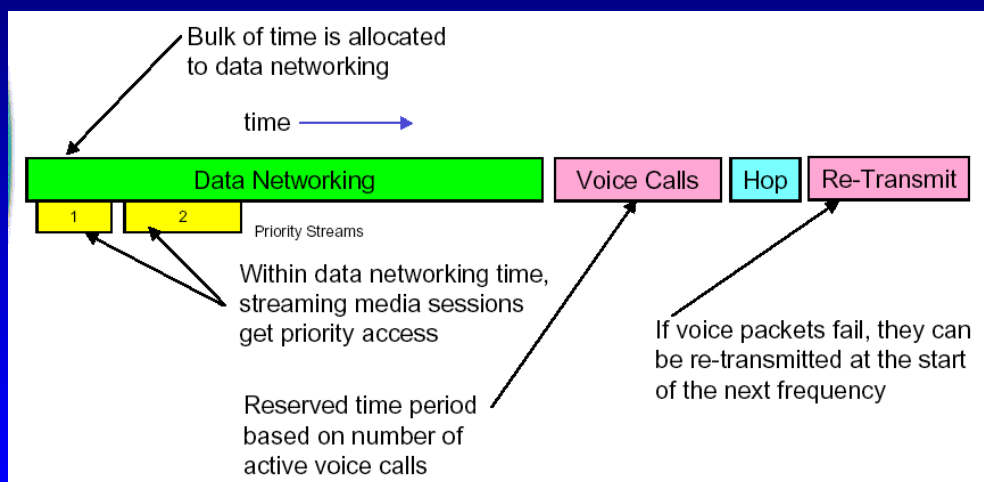 Bulk of time is allocated
to data networking
time
Data Networking
Voice Calls
Hop
Re-Transmit
1
2
Priority Streams
Within data networking time,
streaming media sessions
get priority access
If voice packets fail, they can
be re-transmitted at the start
of the next frequency
Reserved time period
based on number of
active voice calls